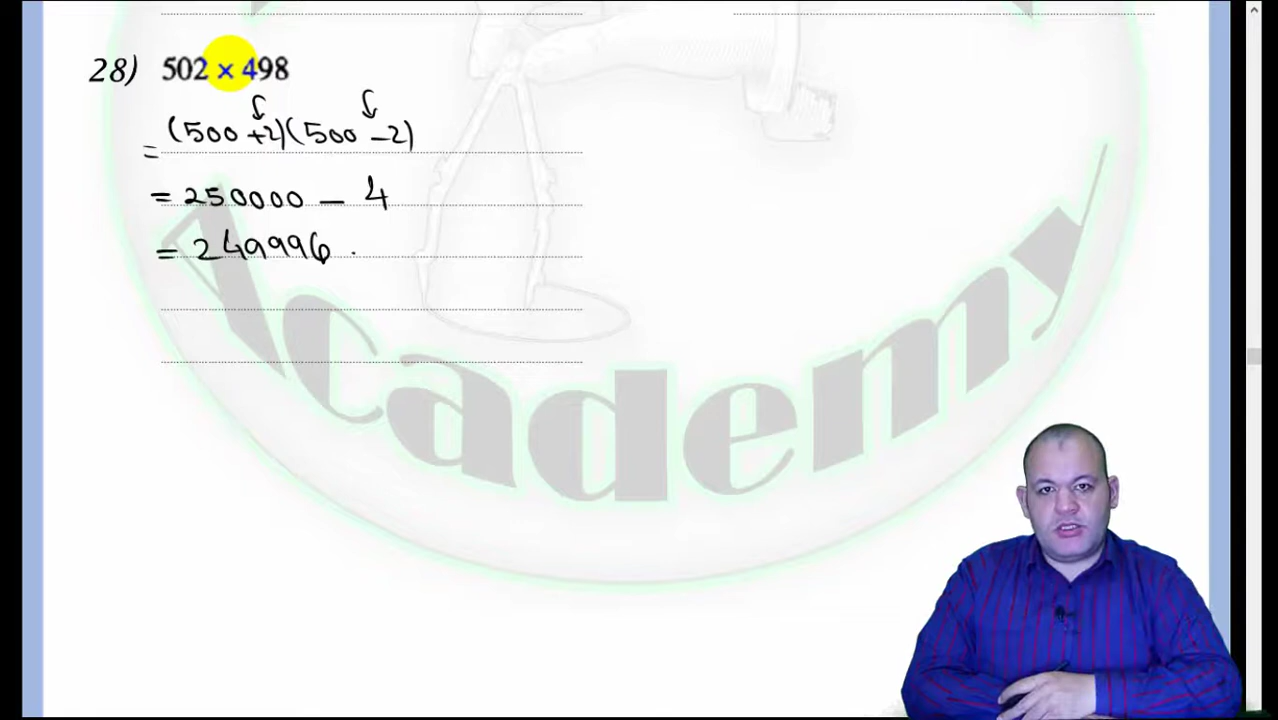 28) 502 × 498
= (500 +2)(500 -2)
= 250000 - 4
= 249996 .
Academy